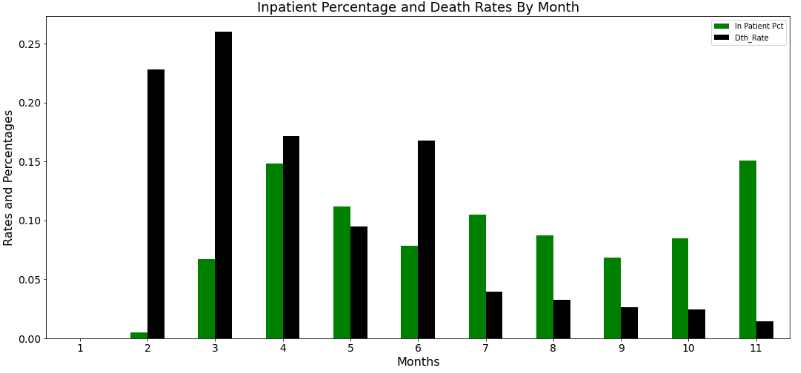 Inpatient Percentage and Death Rates By Month
In Patient Pct
Dth_Rate
Rates and Percentages
0.25
0.20
0.15
0.10
0.05
0.00
1 2 3 4 5 6 7 8 9 10 11
Months